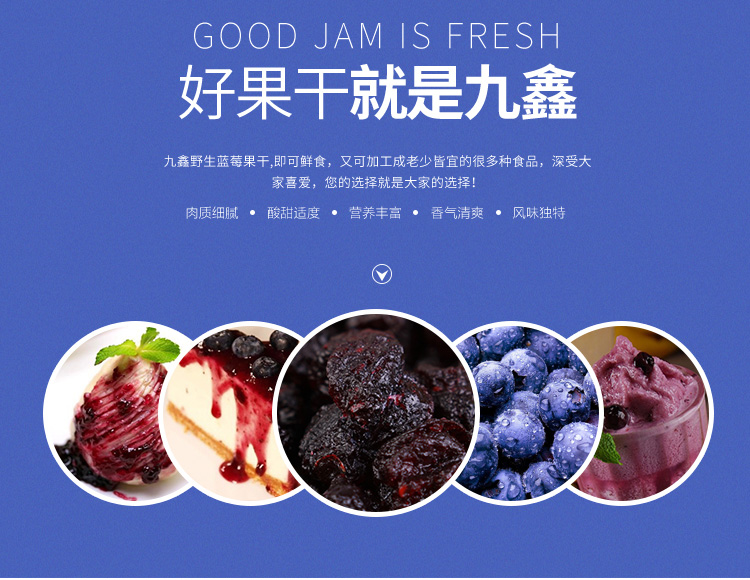 GOOD JAM IS FRESH
好果干就是九鑫
九鑫野生蓝莓果干,即可鲜食，又可加工成老少皆宜的很多种食品，深受大
家喜爱，您的选择就是大家的选择！
肉质细腻 • 酸甜适度 • 营养丰富 • 香气清爽 • 风味独特